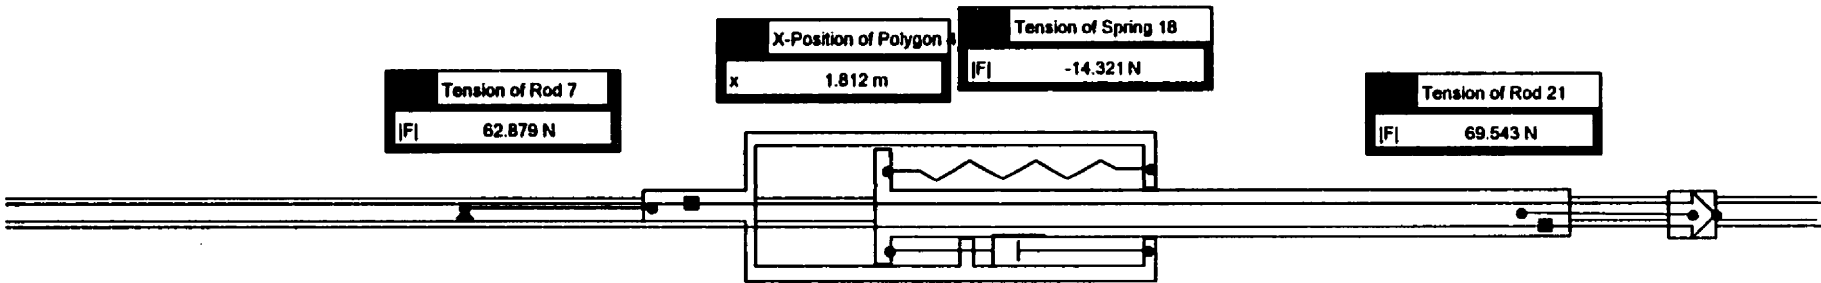 Tension of Spring 18
|F| -14.321 N
X-Position of Polygon
x 1.812 m
Tension of Rod 7
|F| 62.879 N
Tension of Rod 21
|F| 69.543 N